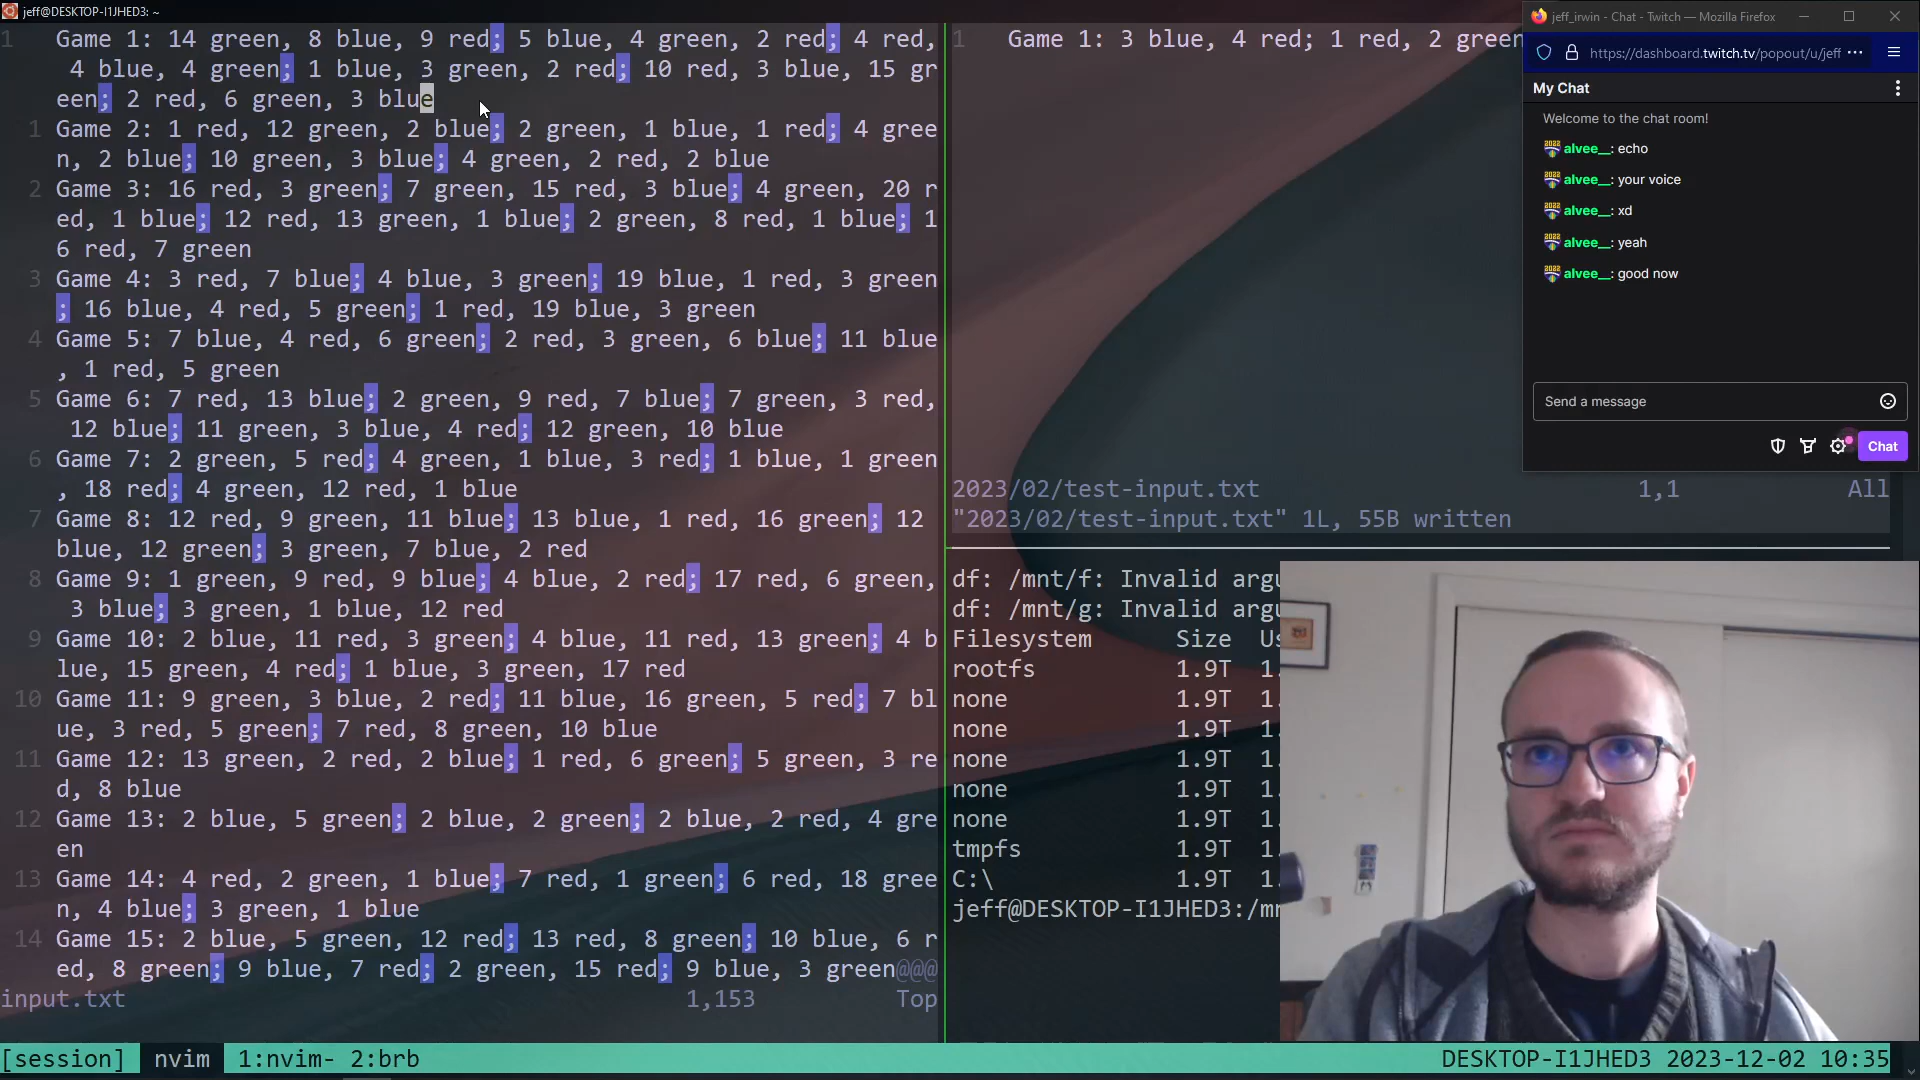 jeff@DESKTOP-I1JHED3: ~
1 Game 1: 14 green, 8 blue, 9 red; 5 blue, 4 green, 2 red; 4 red,
4 blue, 4 green; 1 blue, 3 green, 2 red; 10 red, 3 blue, 15 gr
een; 2 red, 6 green, 3 blue
1 Game 2: 1 red, 12 green, 2 blue; 2 green, 1 blue, 1 red; 4 gree
n, 2 blue; 10 green, 3 blue; 4 green, 2 red, 2 blue
2 Game 3: 16 red, 3 green; 7 green, 15 red, 3 blue; 4 green, 20 r
ed, 1 blue; 12 red, 13 green, 1 blue; 2 green, 8 red, 1 blue; 1
6 red, 7 green
3 Game 4: 3 red, 7 blue; 4 blue, 3 green; 19 blue, 1 red, 3 green
; 16 blue, 4 red, 5 green; 1 red, 19 blue, 3 green
4 Game 5: 7 blue, 4 red, 6 green; 2 red, 3 green, 6 blue; 11 blue
, 1 red, 5 green
5 Game 6: 7 red, 13 blue; 2 green, 9 red, 7 blue; 7 green, 3 red,
12 blue; 11 green, 3 blue, 4 red; 12 green, 10 blue
6 Game 7: 2 green, 5 red; 4 green, 1 blue, 3 red; 1 blue, 1 green
, 18 red; 4 green, 12 red, 1 blue
7 Game 8: 12 red, 9 green, 11 blue; 13 blue, 1 red, 16 green; 12
blue, 12 green; 3 green, 7 blue, 2 red
8 Game 9: 1 green, 9 red, 9 blue; 4 blue, 2 red; 17 red, 6 green,
3 blue; 3 green, 1 blue, 12 red
9 Game 10: 2 blue, 11 red, 3 green; 4 blue, 11 red, 13 green; 4 b
lue, 15 green, 4 red; 1 blue, 3 green, 17 red
10 Game 11: 9 green, 3 blue, 2 red; 11 blue, 16 green, 5 red; 7 bl
ue, 3 red, 5 green; 7 red, 8 green, 10 blue
11 Game 12: 13 green, 2 red, 2 blue; 1 red, 6 green; 5 green, 3 re
d, 8 blue
12 Game 13: 2 blue, 5 green; 2 blue, 2 green; 2 blue, 2 red, 4 gre
en
13 Game 14: 4 red, 2 green, 1 blue; 7 red, 1 green; 6 red, 18 gree
n, 4 blue; 3 green, 1 blue
14 Game 15: 2 blue, 5 green, 12 red; 13 red, 8 green; 10 blue, 6 r
ed, 8 green; 9 blue, 7 red; 2 green, 15 red; 9 blue, 3 green@@@
input.txt 1,153 Top
1 Game 1: 3 blue, 4 red; 1 red, 2 green
2023/02/test-input.txt 1,1 All
"2023/02/test-input.txt" 1L, 55B written
df: /mnt/f: Invalid argu
df: /mnt/g: Invalid argu
Filesystem Size Us
rootfs 1.9T 1.
none 1.9T 1.
none 1.9T 1.
none 1.9T 1.
none 1.9T 1.
none 1.9T 1.
tmpfs 1.9T 1.
C:\ 1.9T 1.
jeff@DESKTOP-I1JHED3:/mn
jeff_irwin - Chat - Twitch — Mozilla Firefox
https://dashboard.twitch.tv/popout/u/jeff
My Chat
Welcome to the chat room!
alvee__: echo
alvee__: your voice
alvee__: xd
alvee__: yeah
alvee__: good now
Send a message
Chat
[session] nvim 1:nvim- 2:brb DESKTOP-I1JHED3 2023-12-02 10:35